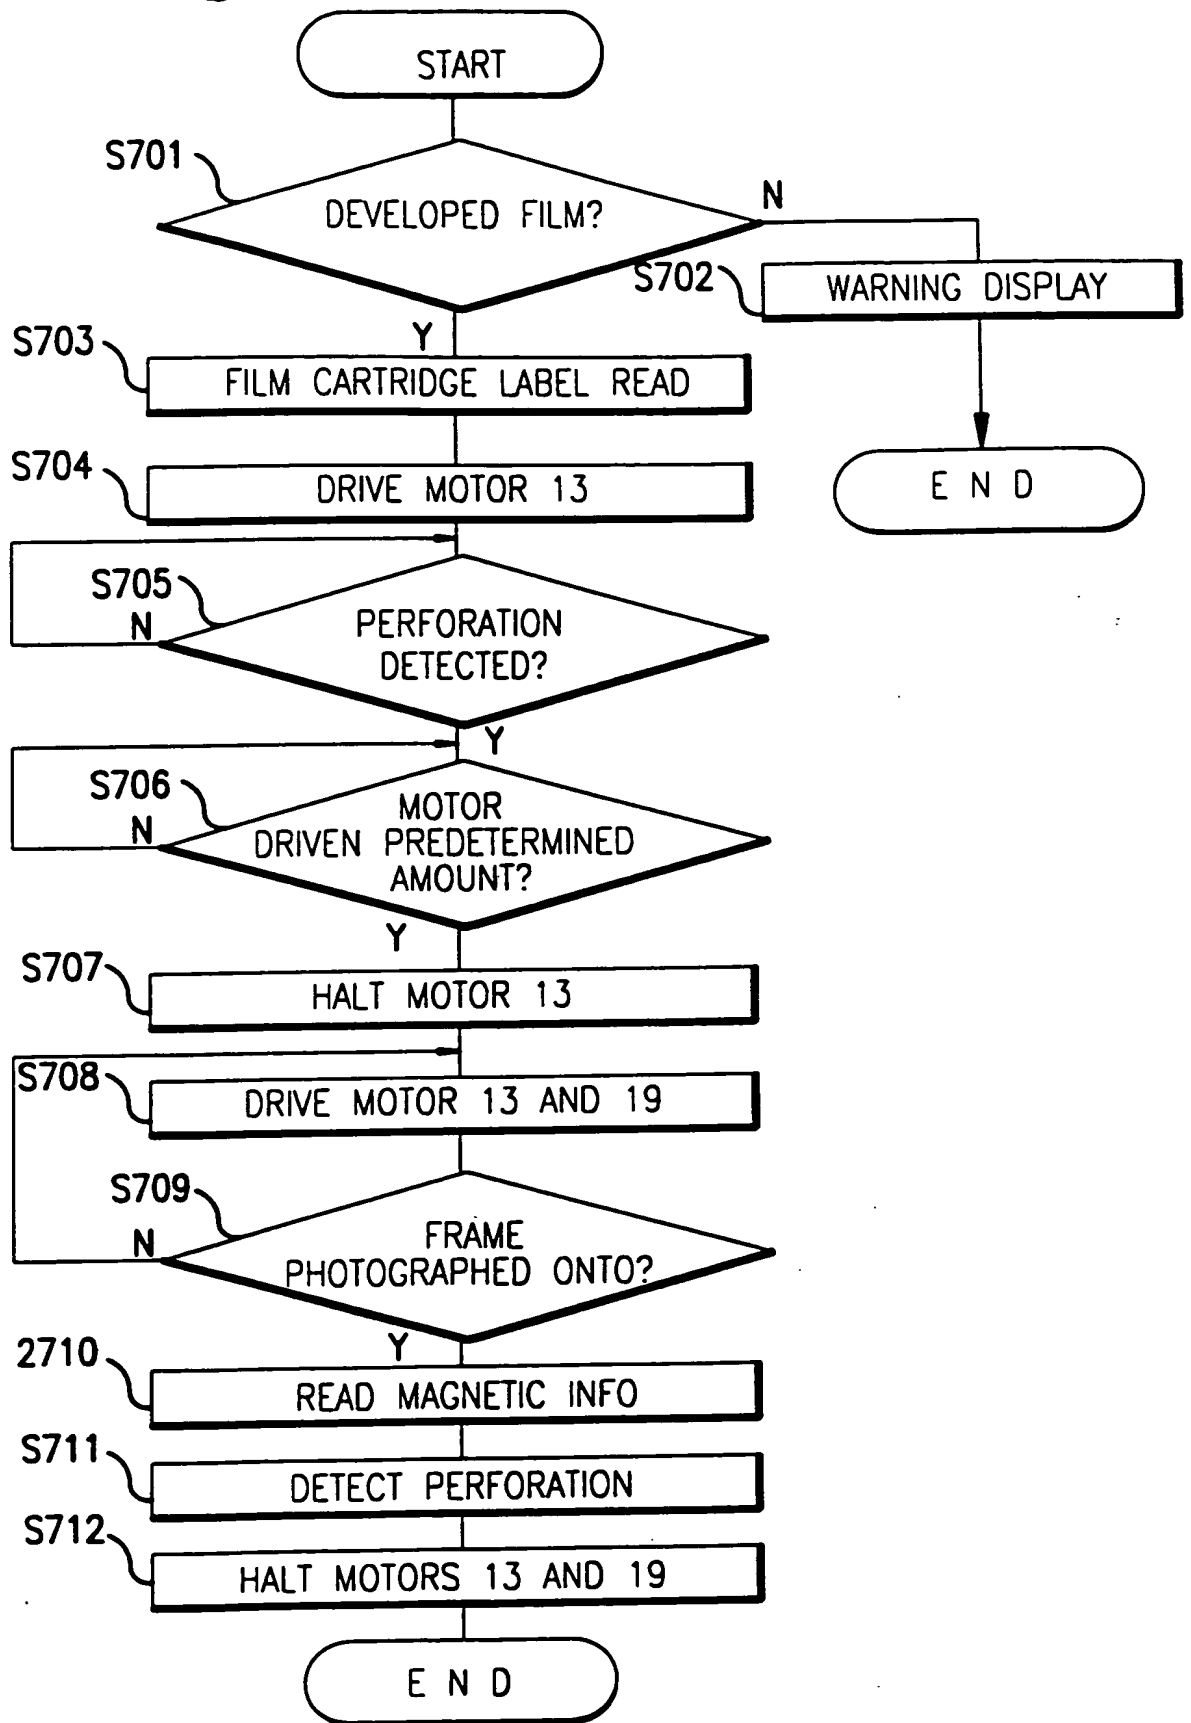 START
S701
DEVELOPED FILM?
N
S702
WARNING DISPLAY
Y
S703
FILM CARTRIDGE LABEL READ
END
S704
DRIVE MOTOR 13
S705
N
PERFORATION
DETECTED?
Y
S706
N
MOTOR
DRIVEN PREDETERMINED
AMOUNT?
Y
S707
HALT MOTOR 13
S708
DRIVE MOTOR 13 AND 19
S709
N
FRAME
PHOTOGRAPHED ONTO?
Y
2710
READ MAGNETIC INFO
S711
DETECT PERFORATION
S712
HALT MOTORS 13 AND 19
END